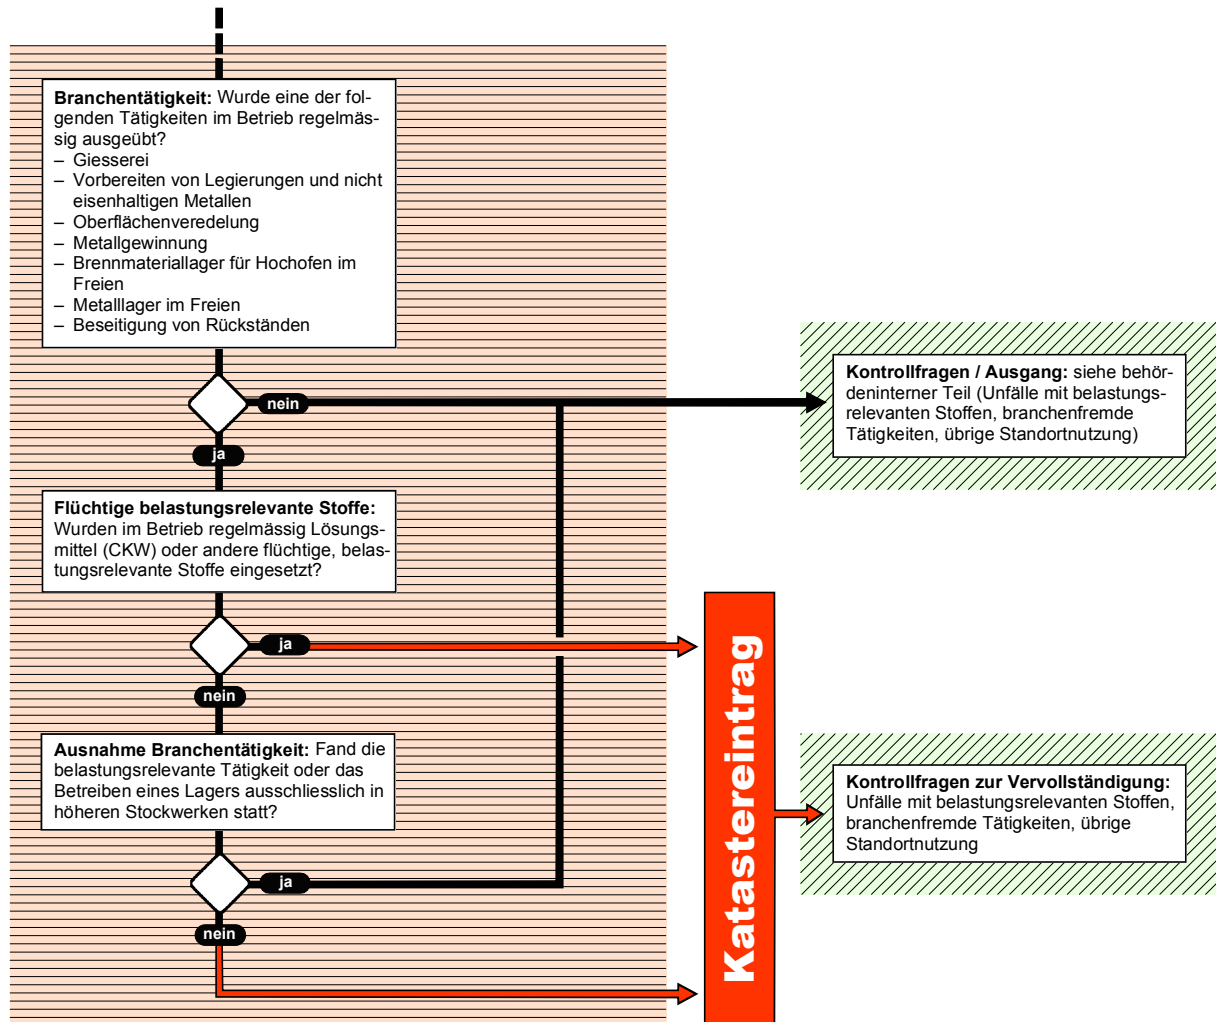 Branchentätigkeit: Wurde eine der fol-
genden Tätigkeiten im Betrieb regelmäs-
sig ausgeübt?
– Giesserei
– Vorbereiten von Legierungen und nicht
eisenhaltigen Metallen
– Oberflächenveredelung
– Metallgewinnung
– Brennmateriallager für Hochofen im
Freien
– Metalllager im Freien
– Beseitigung von Rückständen
nein
ja
Kontrollfragen / Ausgang: siehe behör-
deninterner Teil (Unfälle mit belastungs-
relevanten Stoffen, branchenfremde
Tätigkeiten, übrige Standortnutzung)
Flüchtige belastungsrelevante Stoffe:
Wurden im Betrieb regelmässig Lösungs-
mittel (CKW) oder andere flüchtige, belas-
tungsrelevante Stoffe eingesetzt?
ja
nein
Katastereintrag
Ausnahme Branchentätigkeit: Fand die
belastungsrelevante Tätigkeit oder das
Betreiben eines Lagers ausschliesslich in
höheren Stockwerken statt?
ja
nein
Kontrollfragen zur Vervollständigung:
Unfälle mit belastungsrelevanten Stoffen,
branchenfremde Tätigkeiten, übrige
Standortnutzung